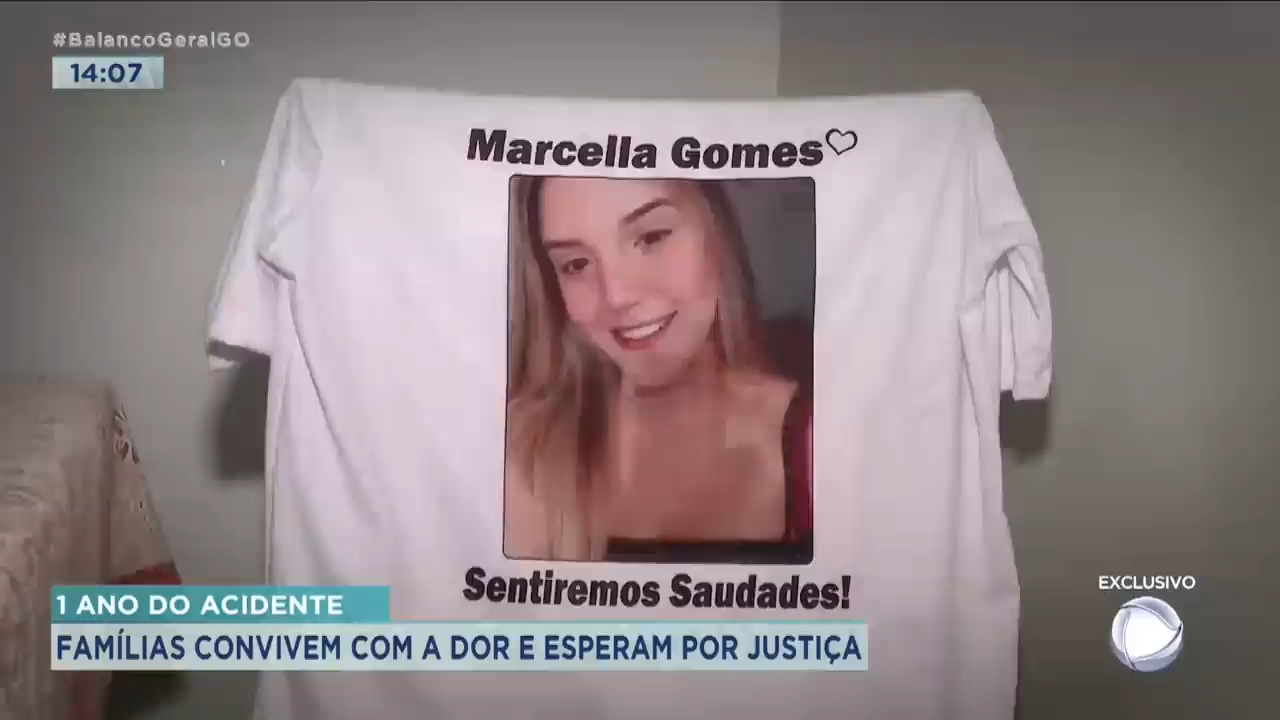 #BalancoGeralGO
14:07
Marcella Gomes
Sentiremos Saudades!
EXCLUSIVO
1 ANO DO ACIDENTE
FAMÍLIAS CONVIVEM COM A DOR E ESPERAM POR JUSTIÇA